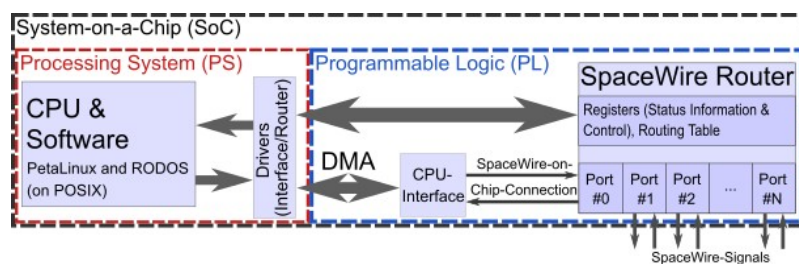 System-on-a-Chip (SoC)
Processing System (PS)
CPU &
Software
PetaLinux and RODOS
(on POSIX)
Drivers
(Interface/Router)
Programmable Logic (PL)
DMA
CPU-
Interface
SpaceWire-on-
Chip-Connection
SpaceWire Router
Registers (Status Information &
Control), Routing Table
Port
#0
Port
#1
Port
#2
...
Port
#N
SpaceWire-Signals